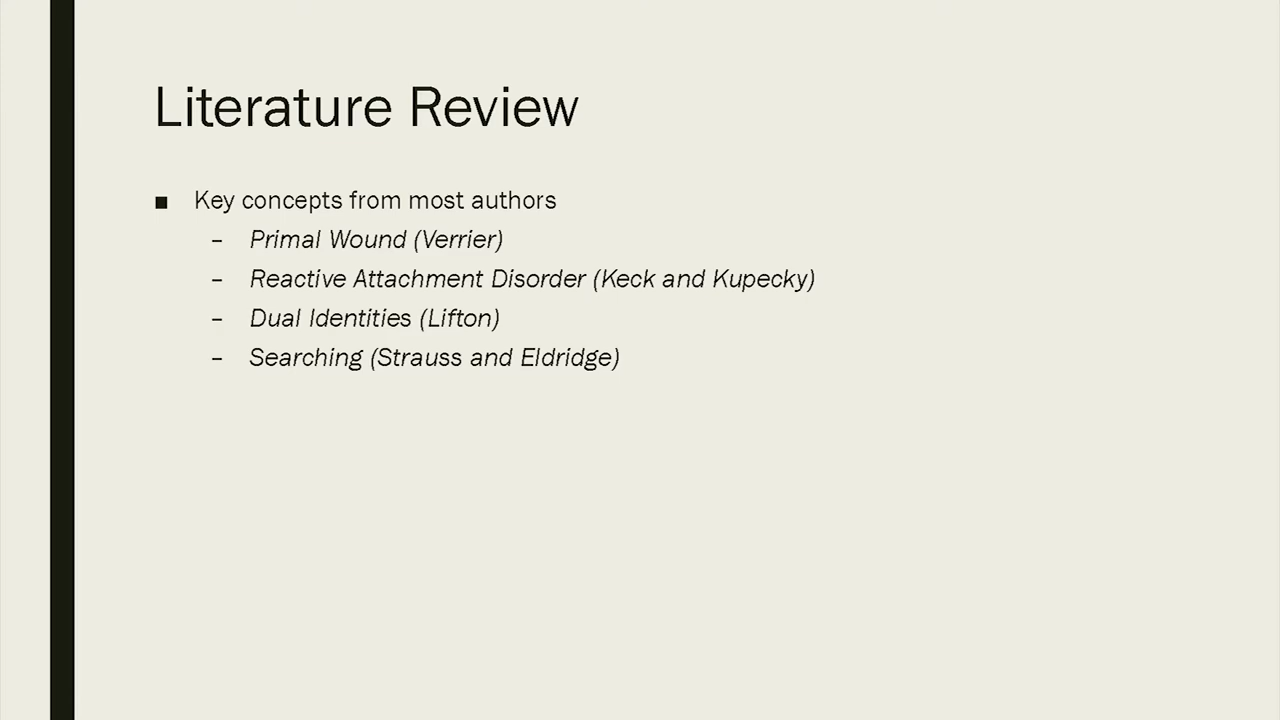 Literature Review
■ Key concepts from most authors
– Primal Wound (Verrier)
– Reactive Attachment Disorder (Keck and Kupecky)
– Dual Identities (Lifton)
– Searching (Strauss and Eldridge)